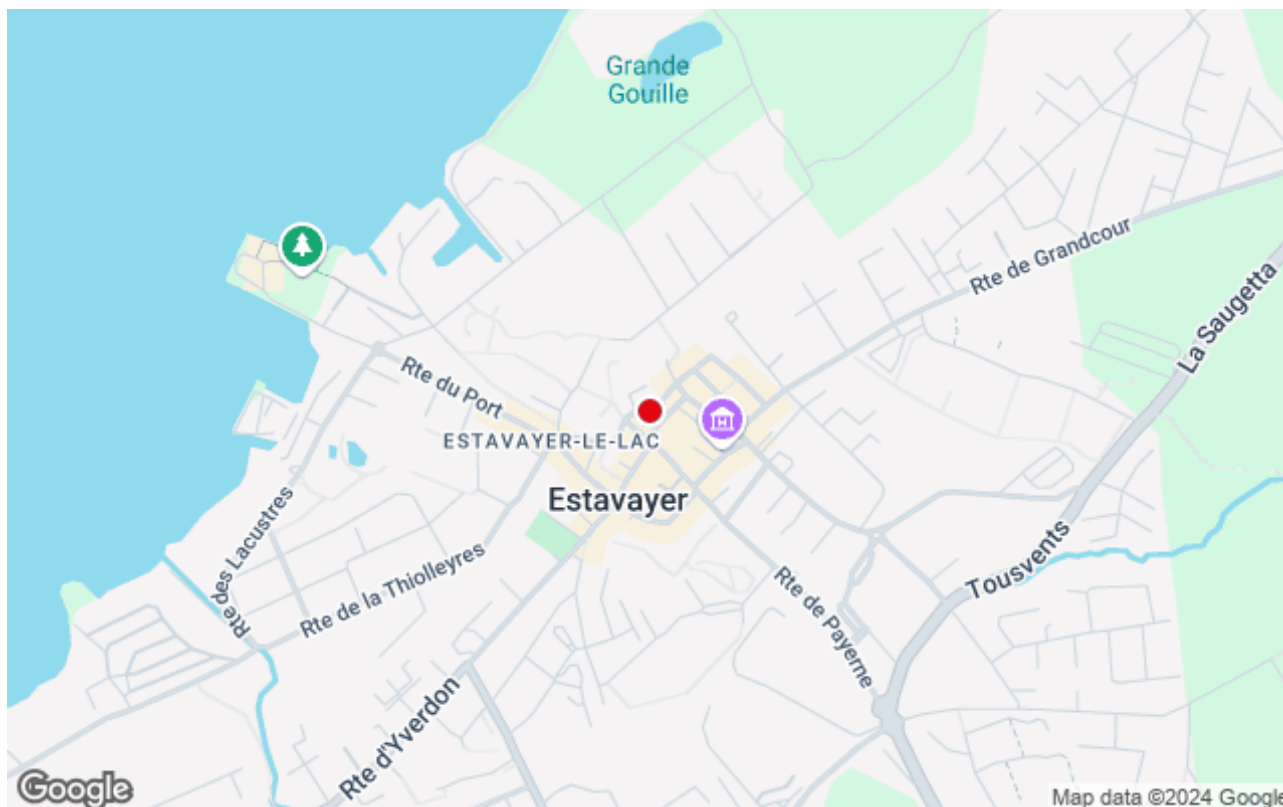 Grande
Gouille
Rte de Grandcour
La Saugetta
Rte du Port
ESTAVAYER-LE-LAC
Estavayer
Rte des Lacustres
Rte de la Thiolleyres
Tousvents
Rte de Payerne
Rte d'Yverdon
Google
Map data ©2024 Google